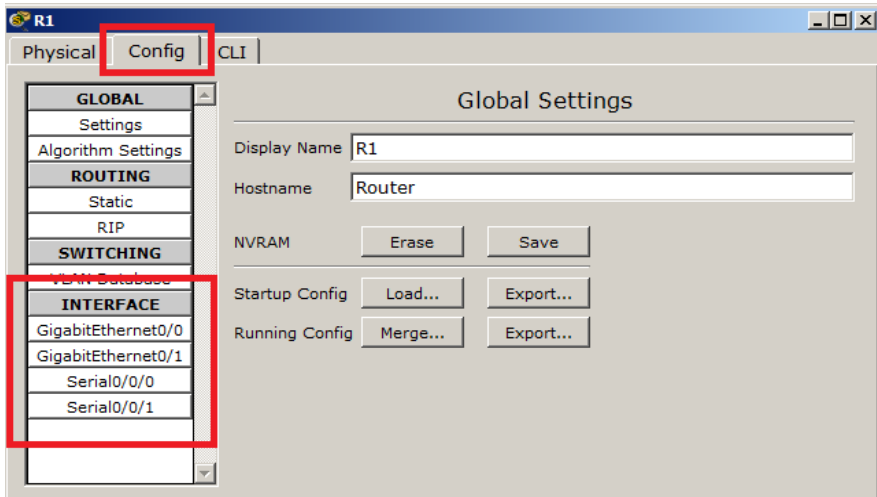 R1
Physical Config CLI
GLOBAL
Settings
Algorithm Settings
ROUTING
Static
RIP
SWITCHING
VLAN Database
INTERFACE
GigabitEthernet0/0
GigabitEthernet0/1
Serial0/0/0
Serial0/0/1
Global Settings
Display Name R1
Hostname Router
NVRAM Erase Save
Startup Config Load... Export...
Running Config Merge... Export...